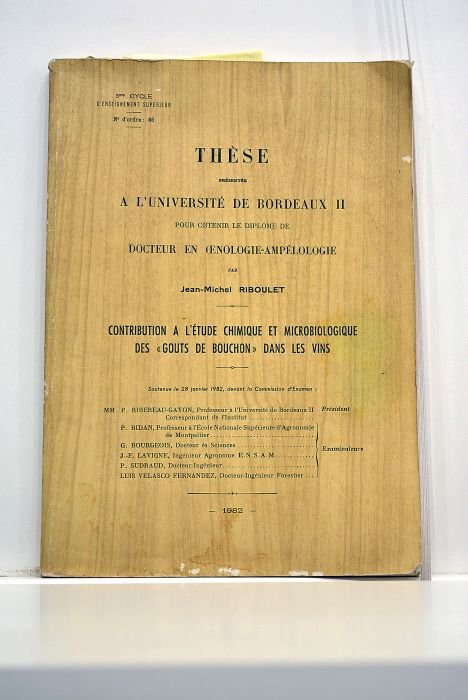 3me CYCLE
D'ENSEIGNEMENT SUPÉRIEUR
N° d'ordre : 86
THÈSE
PRÉSENTÉE
A L'UNIVERSITÉ DE BORDEAUX II
POUR OBTENIR LE DIPLOME DE
DOCTEUR EN ŒNOLOGIE-AMPÉLOLOGIE
PAR
Jean-Michel RIBOULET
CONTRIBUTION A L'ÉTUDE CHIMIQUE ET MICROBIOLOGIQUE
DES «GOUTS DE BOUCHON» DANS LES VINS
Soutenue le 28 janvier 1982, devant la Commission d'Examen :
MM. P. RIBEREAU-GAYON, Professeur à l'Université de Bordeaux II Président
Correspondant de l'Institut
P. BIDAN, Professeur à l'Ecole Nationale Supérieure d'Agronomie
de Montpellier
G. BOURGEOIS, Docteur ès Sciences
J.-F. LAVIGNE, Ingénieur Agronome E.N.S.A.M. Examinateurs
P. SUDRAUD, Docteur-Ingénieur
LUIS VELASCO FERNANDEZ, Docteur-Ingénieur Forestier
— 1982 —